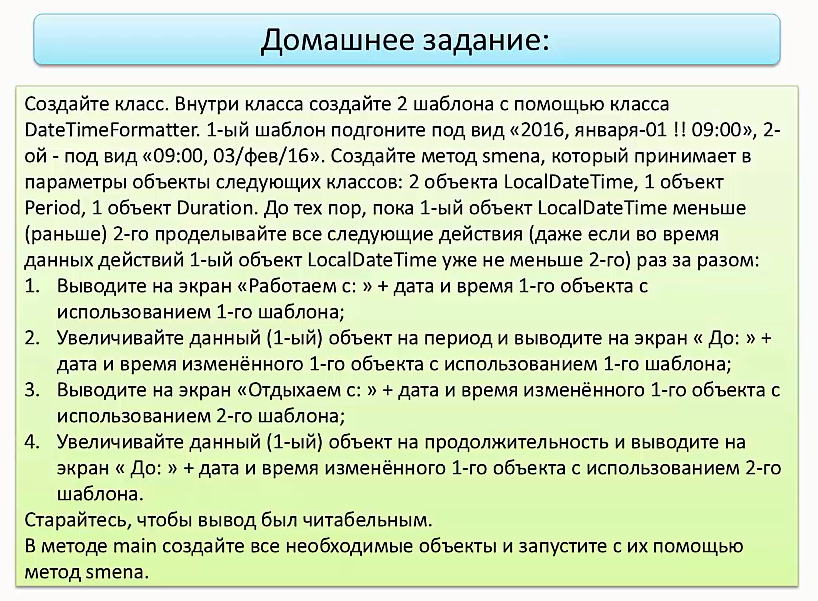 Домашнее задание:
Создайте класс. Внутри класса создайте 2 шаблона с помощью класса
DateTimeFormatter. 1-ый шаблон подгоните под вид «2016, января-01 !! 09:00», 2-
ой - под вид «09:00, 03/фев/16». Создайте метод smena, который принимает в
параметры объекты следующих классов: 2 объекта LocalDateTime, 1 объект
Period, 1 объект Duration. До тех пор, пока 1-ый объект LocalDateTime меньше
(раньше) 2-го проделывайте все следующие действия (даже если во время
данных действий 1-ый объект LocalDateTime уже не меньше 2-го) раз за разом:
1. Выводите на экран «Работаем с: » + дата и время 1-го объекта с
использованием 1-го шаблона;
2. Увеличивайте данный (1-ый) объект на период и выводите на экран « До: » +
дата и время изменённого 1-го объекта с использованием 1-го шаблона;
3. Выводите на экран «Отдыхаем с: » + дата и время изменённого 1-го объекта с
использованием 2-го шаблона;
4. Увеличивайте данный (1-ый) объект на продолжительность и выводите на
экран « До: » + дата и время изменённого 1-го объекта с использованием 2-го
шаблона.
Старайтесь, чтобы вывод был читабельным.
В методе main создайте все необходимые объекты и запустите с их помощью
метод smena.